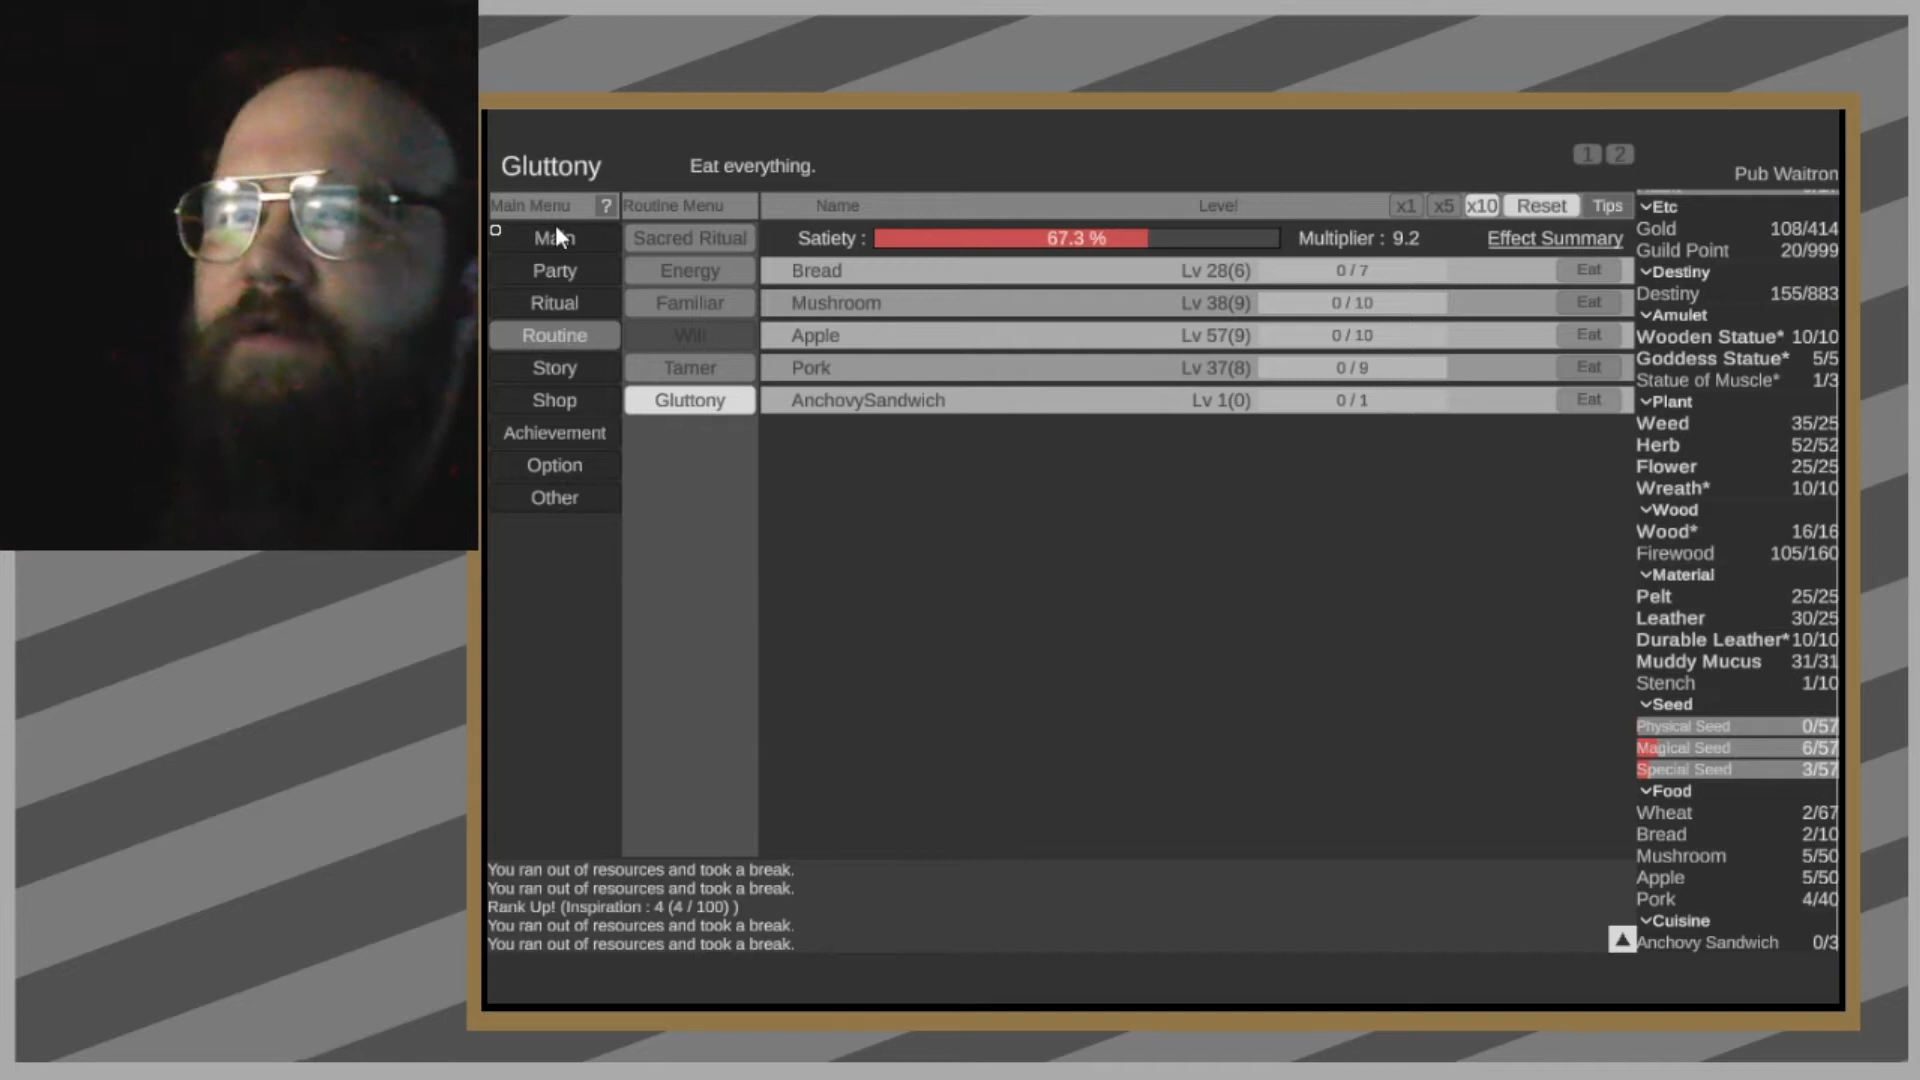 Gluttony
Eat everything.
1 2
Pub Waitron
Main Menu ? Routine Menu Name Level x1 x5 x10 Reset Tips
Main Sacred Ritual Satiety : 67.3 % Multiplier : 9.2 Effect Summary
Party Energy Bread Lv 28(6) 0 / 7 Eat
Ritual Familiar Mushroom Lv 38(9) 0 / 10 Eat
Routine Will Apple Lv 57(9) 0 / 10 Eat
Story Tamer Pork Lv 37(8) 0 / 9 Eat
Shop Gluttony AnchovySandwich Lv 1(0) 0 / 1 Eat
Achievement
Option
Other
Etc
Gold 108/414
Guild Point 20/999
Destiny
Destiny 155/883
Amulet
Wooden Statue* 10/10
Goddess Statue* 5/5
Statue of Muscle* 1/3
Plant
Weed 35/25
Herb 52/52
Flower 25/25
Wreath* 10/10
Wood
Wood* 16/16
Firewood 105/160
Material
Pelt 25/25
Leather 30/25
Durable Leather* 10/10
Muddy Mucus 31/31
Stench 1/10
Seed
Physical Seed 0/57
Magical Seed 6/57
Special Seed 3/57
Food
Wheat 2/67
Bread 2/10
Mushroom 5/50
Apple 5/50
Pork 4/40
Cuisine
Anchovy Sandwich 0/3
You ran out of resources and took a break.
You ran out of resources and took a break.
Rank Up! (Inspiration : 4 (4 / 100) )
You ran out of resources and took a break.
You ran out of resources and took a break.